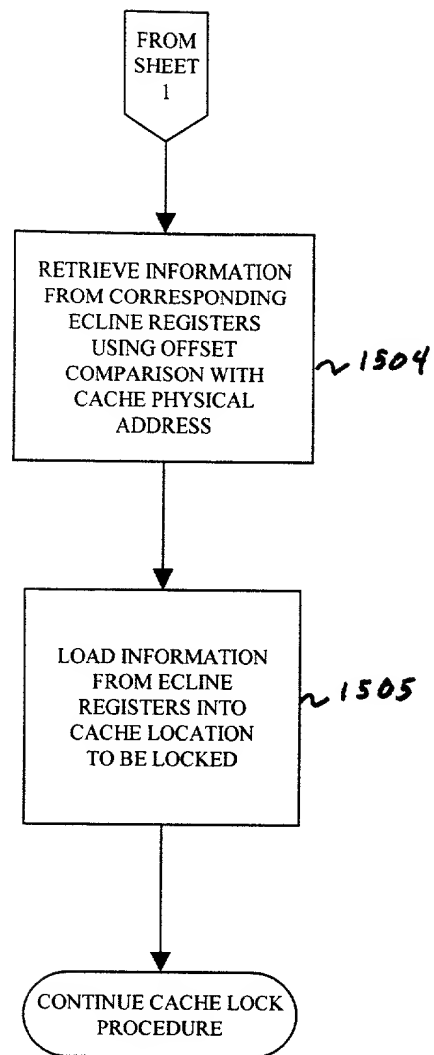 FROM
SHEET
1
RETRIEVE INFORMATION
FROM CORRESPONDING
ECLINE REGISTERS
USING OFFSET
COMPARISON WITH
CACHE PHYSICAL
ADDRESS
1504
LOAD INFORMATION
FROM ECLINE
REGISTERS INTO
CACHE LOCATION
TO BE LOCKED
1505
CONTINUE CACHE LOCK
PROCEDURE